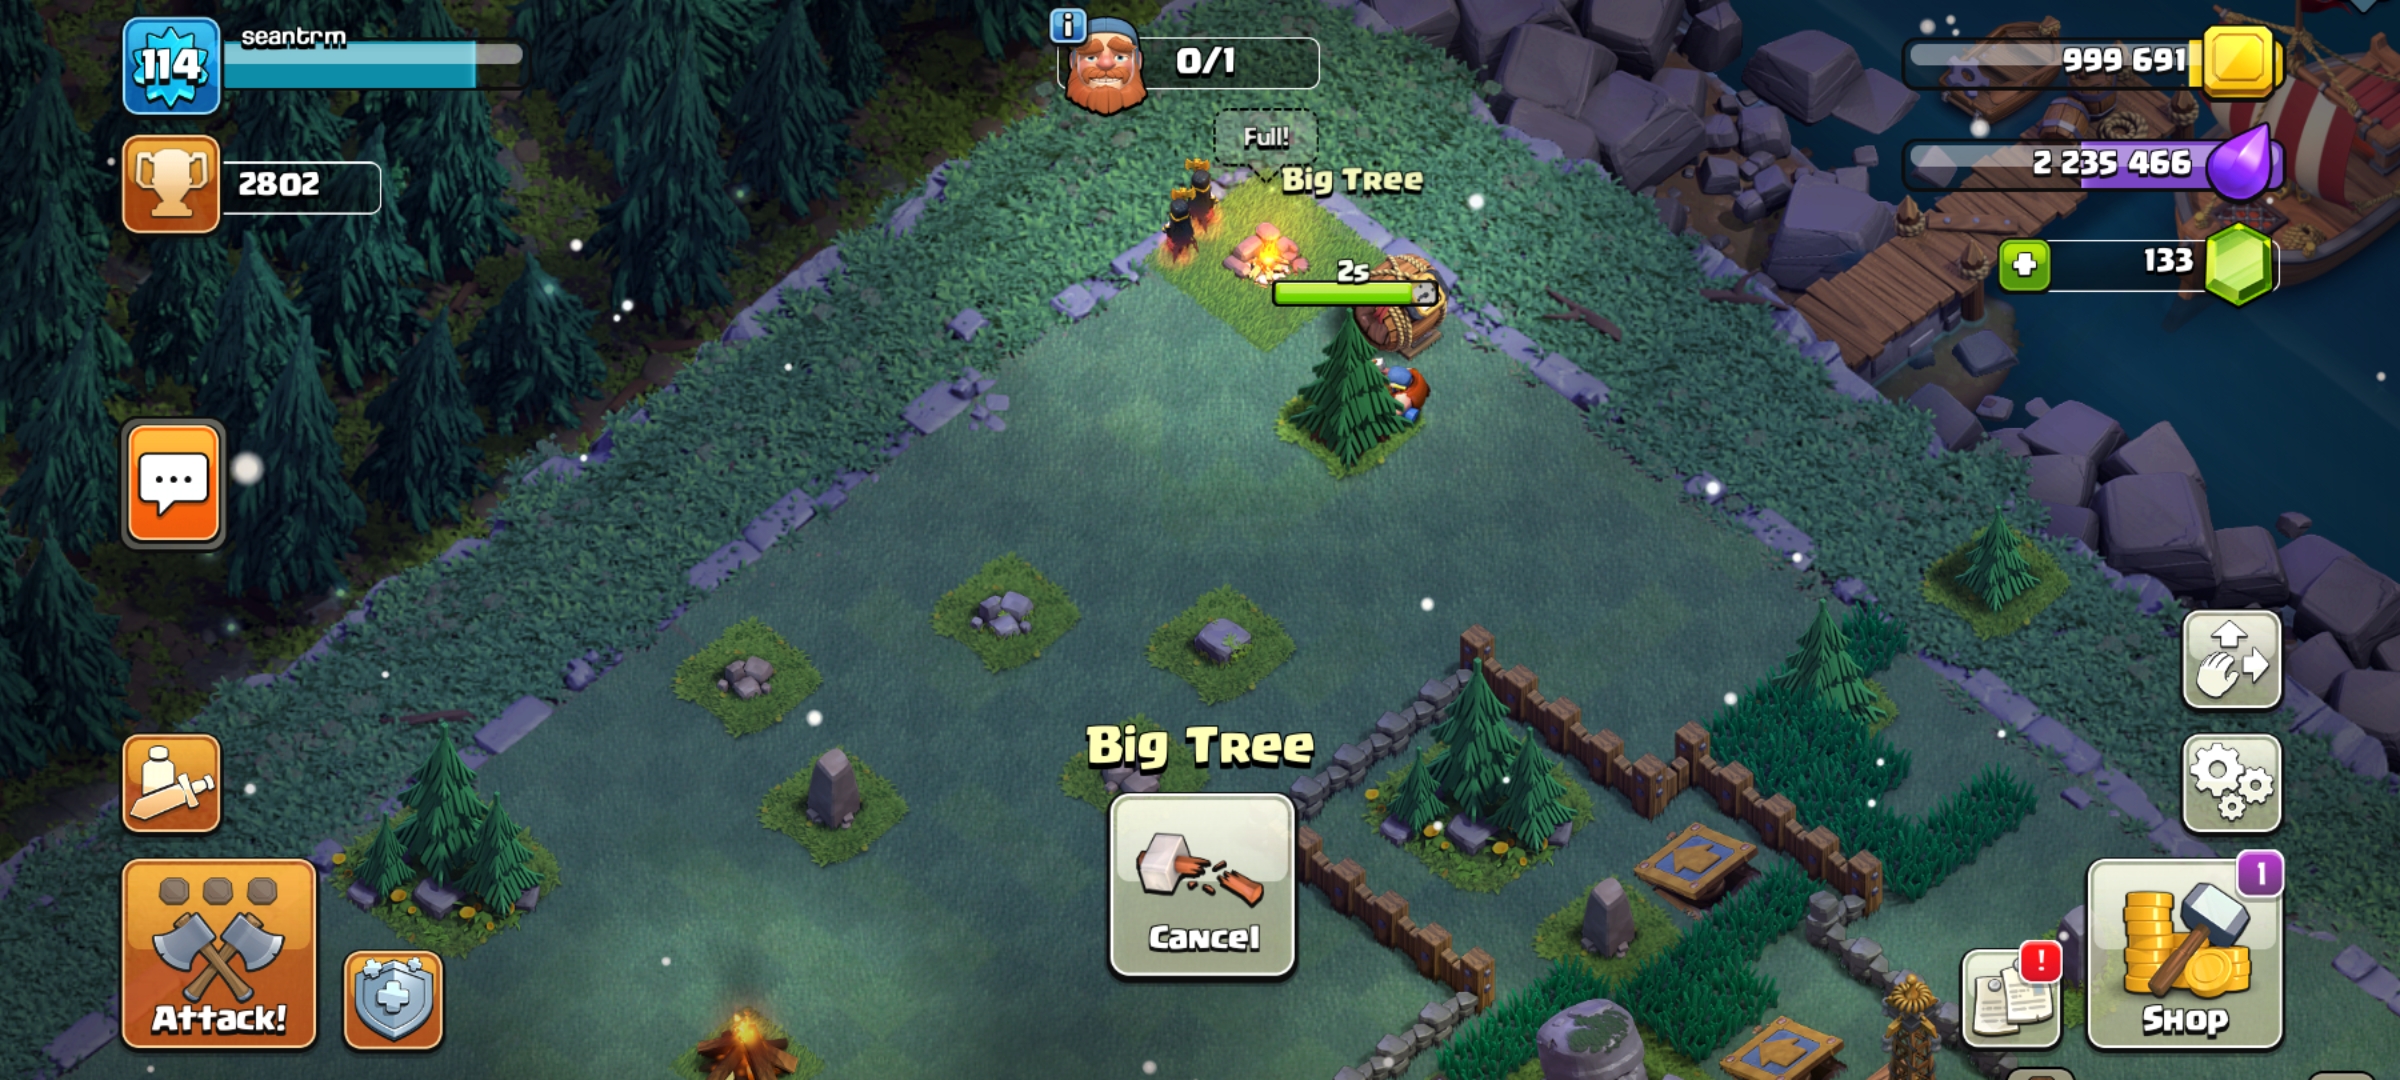 114
seantrm
i
0/1
999 691
Full!
2802
2 235 466
Big Tree
133
2s
Big Tree
Cancel
1
!
Attack!
Shop